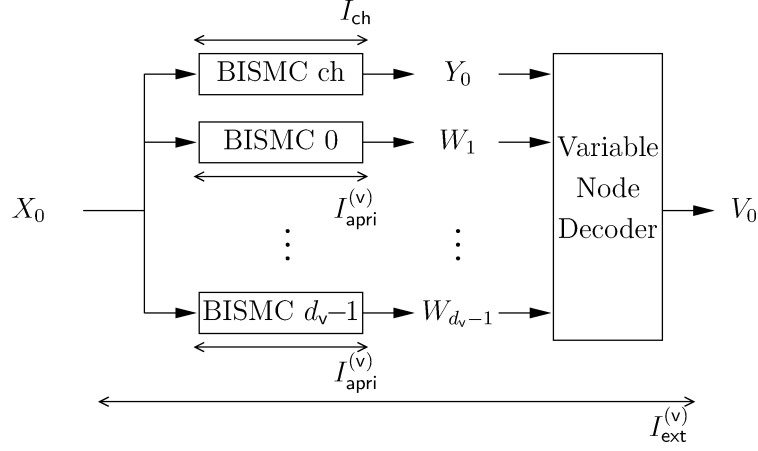 I_ch
BISMC ch Y_0
BISMC 0 W_1 Variable
I_apri^(v) Node
X_0 Decoder V_0
⋮ ⋮
BISMC d_v–1 W_{d_v−1}
I_apri^(v)
I_ext^(v)